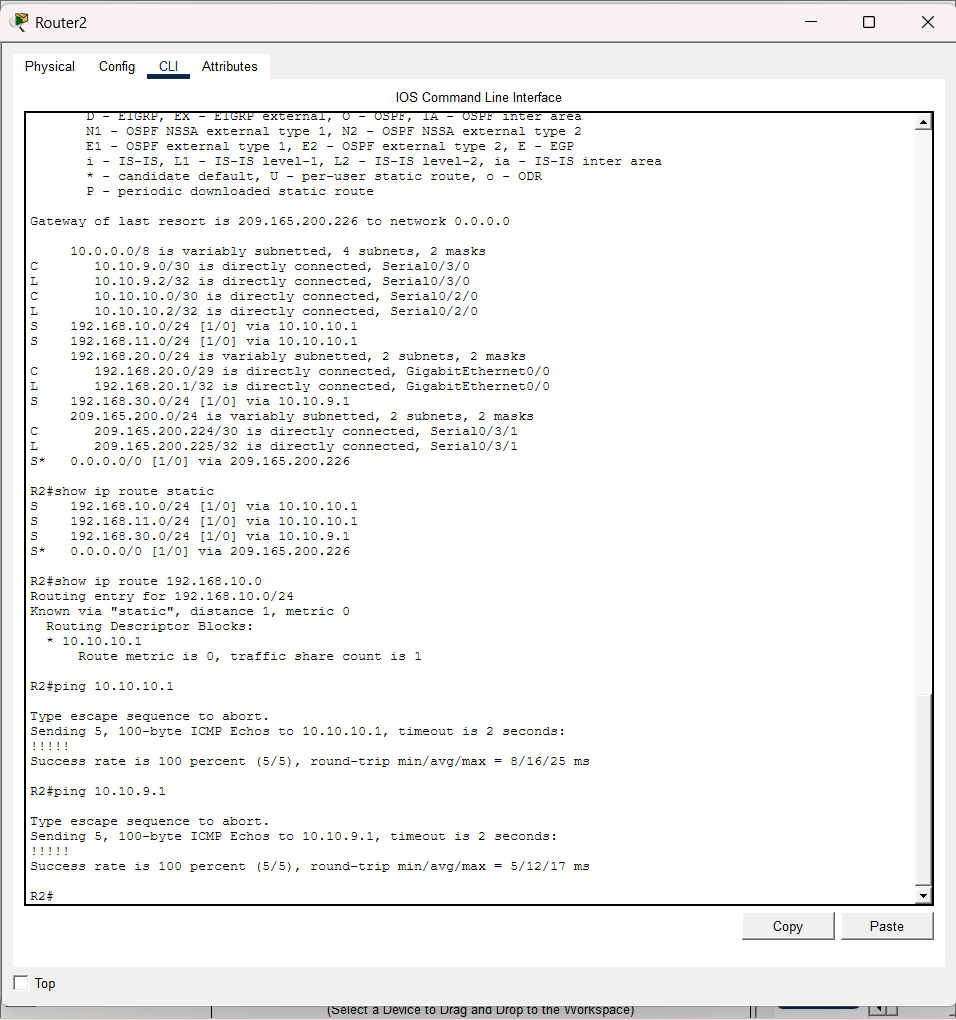 Router2
Physical Config CLI Attributes
IOS Command Line Interface
D - EIGRP, EX - EIGRP external, O - OSPF, IA - OSPF inter area
N1 - OSPF NSSA external type 1, N2 - OSPF NSSA external type 2
E1 - OSPF external type 1, E2 - OSPF external type 2, E - EGP
i - IS-IS, L1 - IS-IS level-1, L2 - IS-IS level-2, ia - IS-IS inter area
* - candidate default, U - per-user static route, o - ODR
P - periodic downloaded static route
Gateway of last resort is 209.165.200.226 to network 0.0.0.0
10.0.0.0/8 is variably subnetted, 4 subnets, 2 masks
C 10.10.9.0/30 is directly connected, Serial0/3/0
L 10.10.9.2/32 is directly connected, Serial0/3/0
C 10.10.10.0/30 is directly connected, Serial0/2/0
L 10.10.10.2/32 is directly connected, Serial0/2/0
S 192.168.10.0/24 [1/0] via 10.10.10.1
S 192.168.11.0/24 [1/0] via 10.10.10.1
192.168.20.0/24 is variably subnetted, 2 subnets, 2 masks
C 192.168.20.0/29 is directly connected, GigabitEthernet0/0
L 192.168.20.1/32 is directly connected, GigabitEthernet0/0
S 192.168.30.0/24 [1/0] via 10.10.9.1
209.165.200.0/24 is variably subnetted, 2 subnets, 2 masks
C 209.165.200.224/30 is directly connected, Serial0/3/1
L 209.165.200.225/32 is directly connected, Serial0/3/1
S* 0.0.0.0/0 [1/0] via 209.165.200.226
R2#show ip route static
S 192.168.10.0/24 [1/0] via 10.10.10.1
S 192.168.11.0/24 [1/0] via 10.10.10.1
S 192.168.30.0/24 [1/0] via 10.10.9.1
S* 0.0.0.0/0 [1/0] via 209.165.200.226
R2#show ip route 192.168.10.0
Routing entry for 192.168.10.0/24
Known via "static", distance 1, metric 0
Routing Descriptor Blocks:
* 10.10.10.1
Route metric is 0, traffic share count is 1
R2#ping 10.10.10.1
Type escape sequence to abort.
Sending 5, 100-byte ICMP Echos to 10.10.10.1, timeout is 2 seconds:
!!!!!
Success rate is 100 percent (5/5), round-trip min/avg/max = 8/16/25 ms
R2#ping 10.10.9.1
Type escape sequence to abort.
Sending 5, 100-byte ICMP Echos to 10.10.9.1, timeout is 2 seconds:
!!!!!
Success rate is 100 percent (5/5), round-trip min/avg/max = 5/12/17 ms
R2#
Copy Paste
Top
(Select a Device to Drag and Drop to the Workspace)